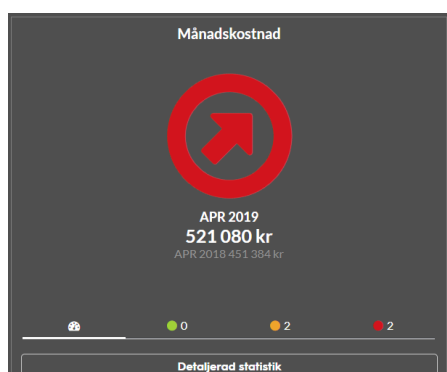 Månadskostnad
APR 2019
521 080 kr
APR 2018 451 384 kr
0
2
2
Detaljerad statistik